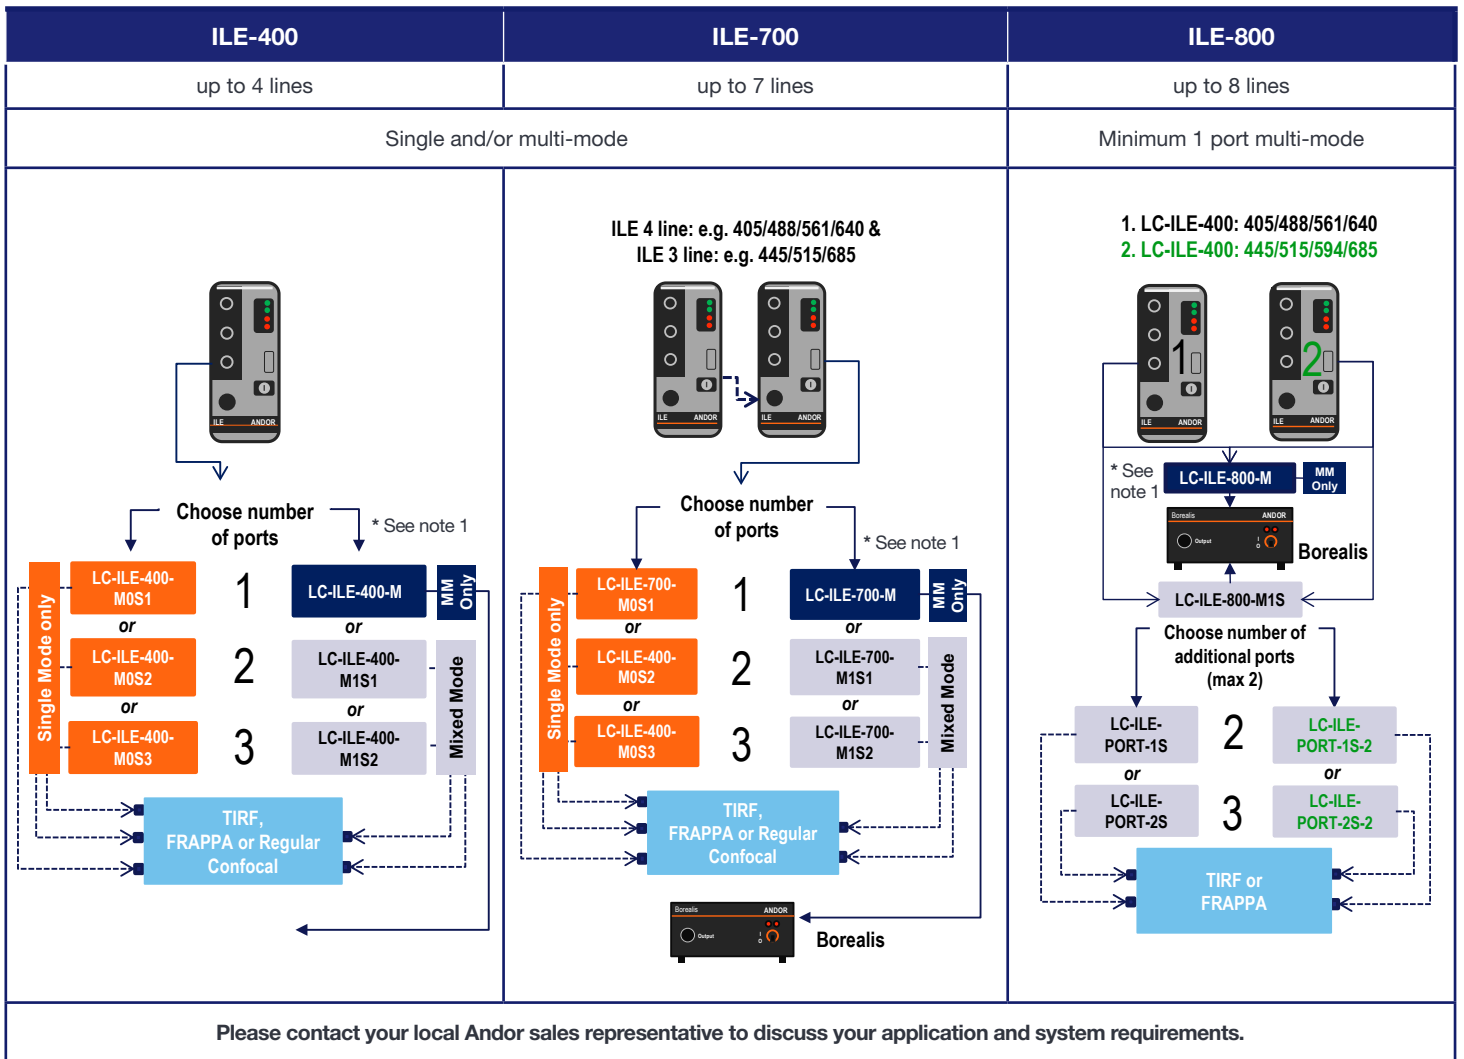 ILE-400
ILE-700
ILE-800
up to 4 lines
up to 7 lines
up to 8 lines
Single and/or multi-mode
Minimum 1 port multi-mode
ILE ANDOR
Choose number
of ports
* See note 1
Single Mode only
LC-ILE-400-
M0S1
1
LC-ILE-400-M
MM
Only
or
or
LC-ILE-400-
M0S2
2
LC-ILE-400-
M1S1
Mixed Mode
or
or
LC-ILE-400-
M0S3
3
LC-ILE-400-
M1S2
TIRF,
FRAPPA or Regular
Confocal
ILE 4 line: e.g. 405/488/561/640 &
ILE 3 line: e.g. 445/515/685
ILE ANDOR
ILE ANDOR
Choose number
of ports
* See note 1
Single Mode only
LC-ILE-700-
M0S1
1
LC-ILE-700-M
MM
Only
or
or
LC-ILE-400-
M0S2
2
LC-ILE-700-
M1S1
Mixed Mode
or
or
LC-ILE-400-
M0S3
3
LC-ILE-700-
M1S2
TIRF,
FRAPPA or Regular
Confocal
Borealis ANDOR
Output
I
O
Borealis
1. LC-ILE-400: 405/488/561/640
2. LC-ILE-400: 445/515/594/685
1
2
ILE ANDOR
ILE ANDOR
* See
note 1
LC-ILE-800-M
MM
Only
Borealis ANDOR
Output
I
O
Borealis
LC-ILE-800-M1S
Choose number of
additional ports
(max 2)
LC-ILE-
PORT-1S
2
LC-ILE-
PORT-1S-2
or
or
LC-ILE-
PORT-2S
3
LC-ILE-
PORT-2S-2
TIRF or
FRAPPA
Please contact your local Andor sales representative to discuss your application and system requirements.